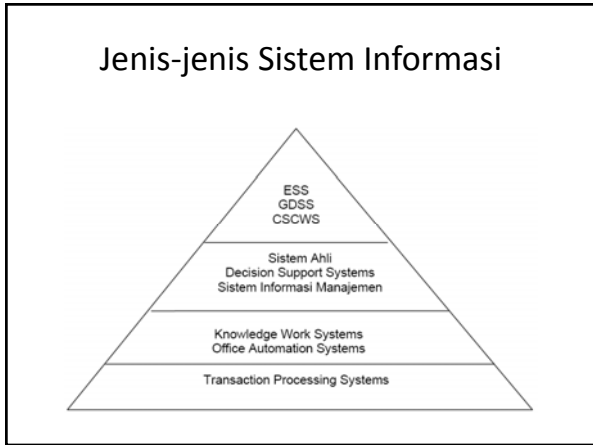 Jenis-jenis Sistem Informasi
ESS
GDSS
CSCWS
Sistem Ahli
Decision Support Systems
Sistem Informasi Manajemen
Knowledge Work Systems
Office Automation Systems
Transaction Processing Systems